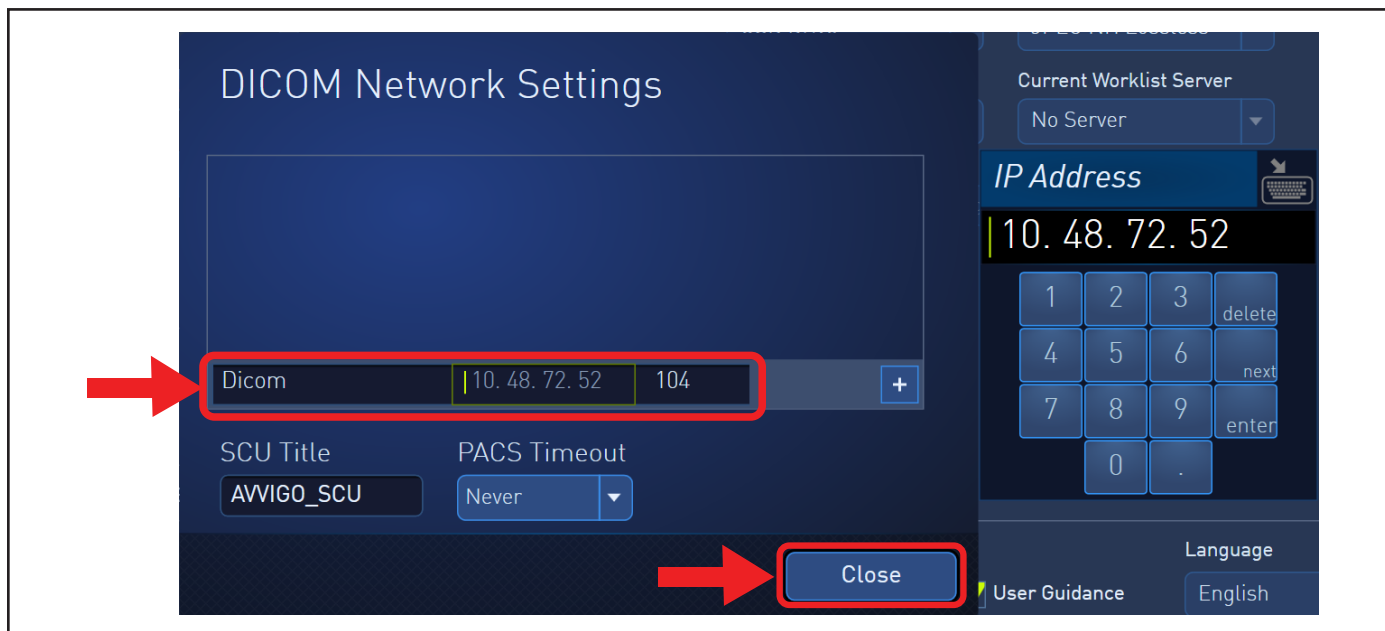 DICOM Network Settings
Dicom
10. 48. 72. 52
104
+
SCU Title
PACS Timeout
AVVIGO_SCU
Never
Close
Current Worklist Server
No Server
IP Address
10. 48. 72. 52
1 2 3 delete
4 5 6 next
7 8 9 enter
0 .
Language
User Guidance
English